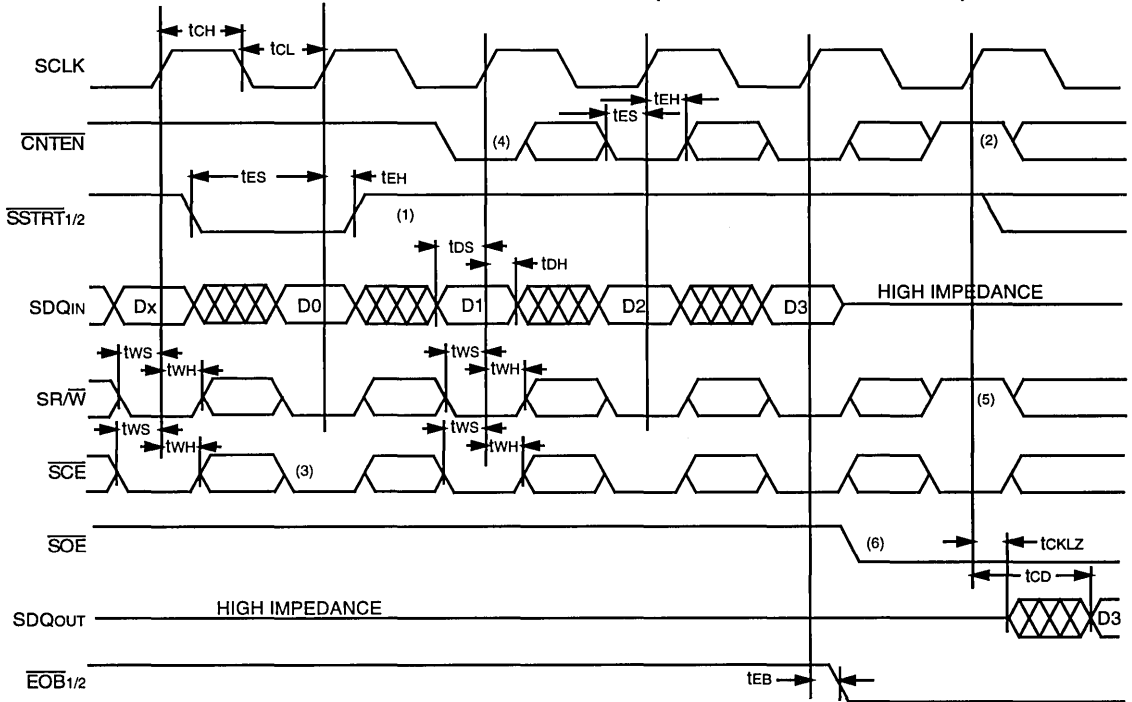 tCH
tCL
SCLK
tEH
tES
CNTEN
(4)
(2)
tES
tEH
SSTRT1/2
(1)
tDS
tDH
SDQIN
Dx
D0
D1
D2
D3
HIGH IMPEDANCE
tWS
tWH
tWS
tWH
SR/W
(5)
tWS
tWH
tWS
tWH
SCE
(3)
SOE
(6)
tCKLZ
tCD
HIGH IMPEDANCE
SDQOUT
D3
EOB1/2
tEB